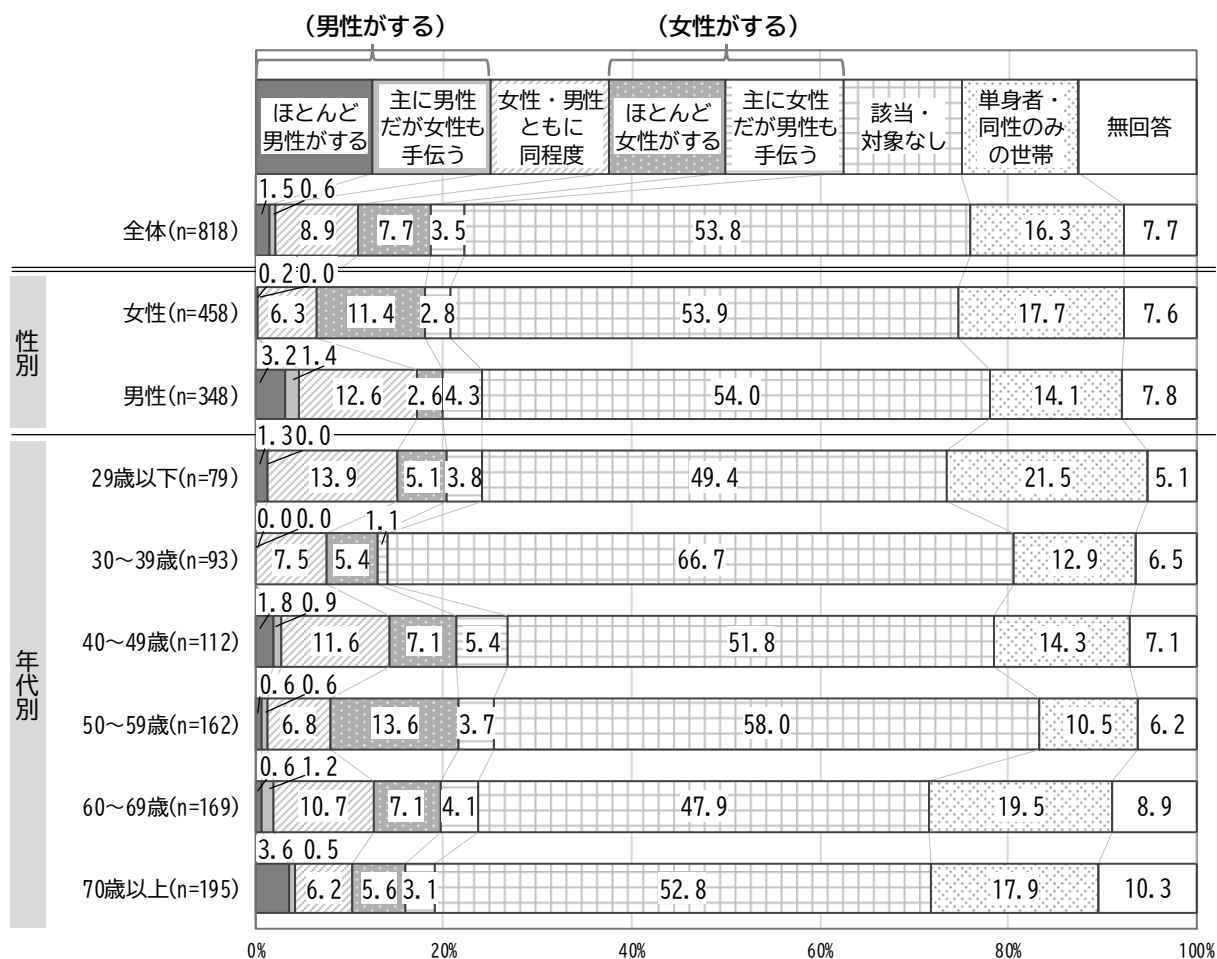 （男性がする）
（女性がする）
ほとんど
男性がする
主に男性
だが女性も
手伝う
女性・男性
ともに
同程度
ほとんど
女性がする
主に女性
だが男性も
手伝う
該当・
対象なし
単身者・
同性のみ
の世帯
無回答
1.5 0.6
全体(n=818) 8.9 7.7 3.5 53.8 16.3 7.7
性別
0.2 0.0
女性(n=458) 6.3 11.4 2.8 53.9 17.7 7.6
3.2 1.4
男性(n=348) 12.6 2.6 4.3 54.0 14.1 7.8
年代別
1.3 0.0
29歳以下(n=79) 13.9 5.1 3.8 49.4 21.5 5.1
0.0 0.0 1.1
30～39歳(n=93) 7.5 5.4 66.7 12.9 6.5
1.8 0.9
40～49歳(n=112) 11.6 7.1 5.4 51.8 14.3 7.1
0.6 0.6
50～59歳(n=162) 6.8 13.6 3.7 58.0 10.5 6.2
0.6 1.2
60～69歳(n=169) 10.7 7.1 4.1 47.9 19.5 8.9
3.6 0.5
70歳以上(n=195) 6.2 5.6 3.1 52.8 17.9 10.3
0% 20% 40% 60% 80% 100%